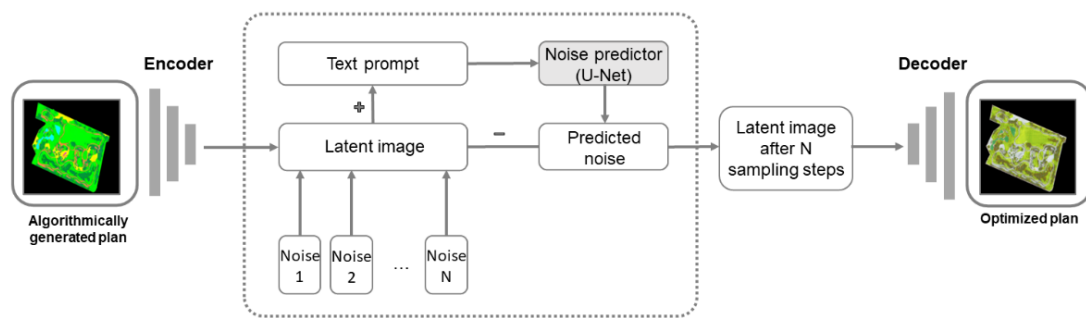 Encoder
Algorithmically
generated plan
Text prompt
Noise predictor
(U-Net)
+
Latent image
–
Predicted
noise
Noise
1
Noise
2
...
Noise
N
Latent image
after N
sampling steps
Decoder
Optimized plan